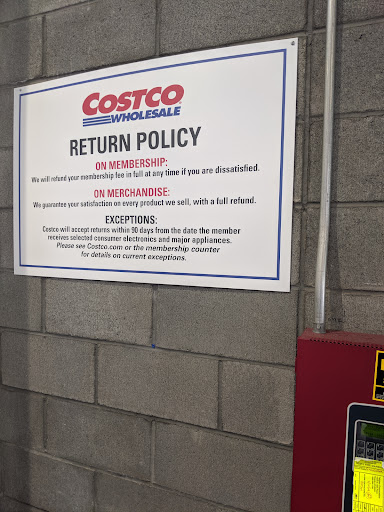 COSTCO
WHOLESALE
RETURN POLICY
ON MEMBERSHIP:
We will refund your membership fee in full at any time if you are dissatisfied.
ON MERCHANDISE:
We guarantee your satisfaction on every product we sell, with a full refund.
EXCEPTIONS:
Costco will accept returns within 90 days from the date the member
receives selected consumer electronics and major appliances.
Please see Costco.com or the membership counter
for details on current exceptions.